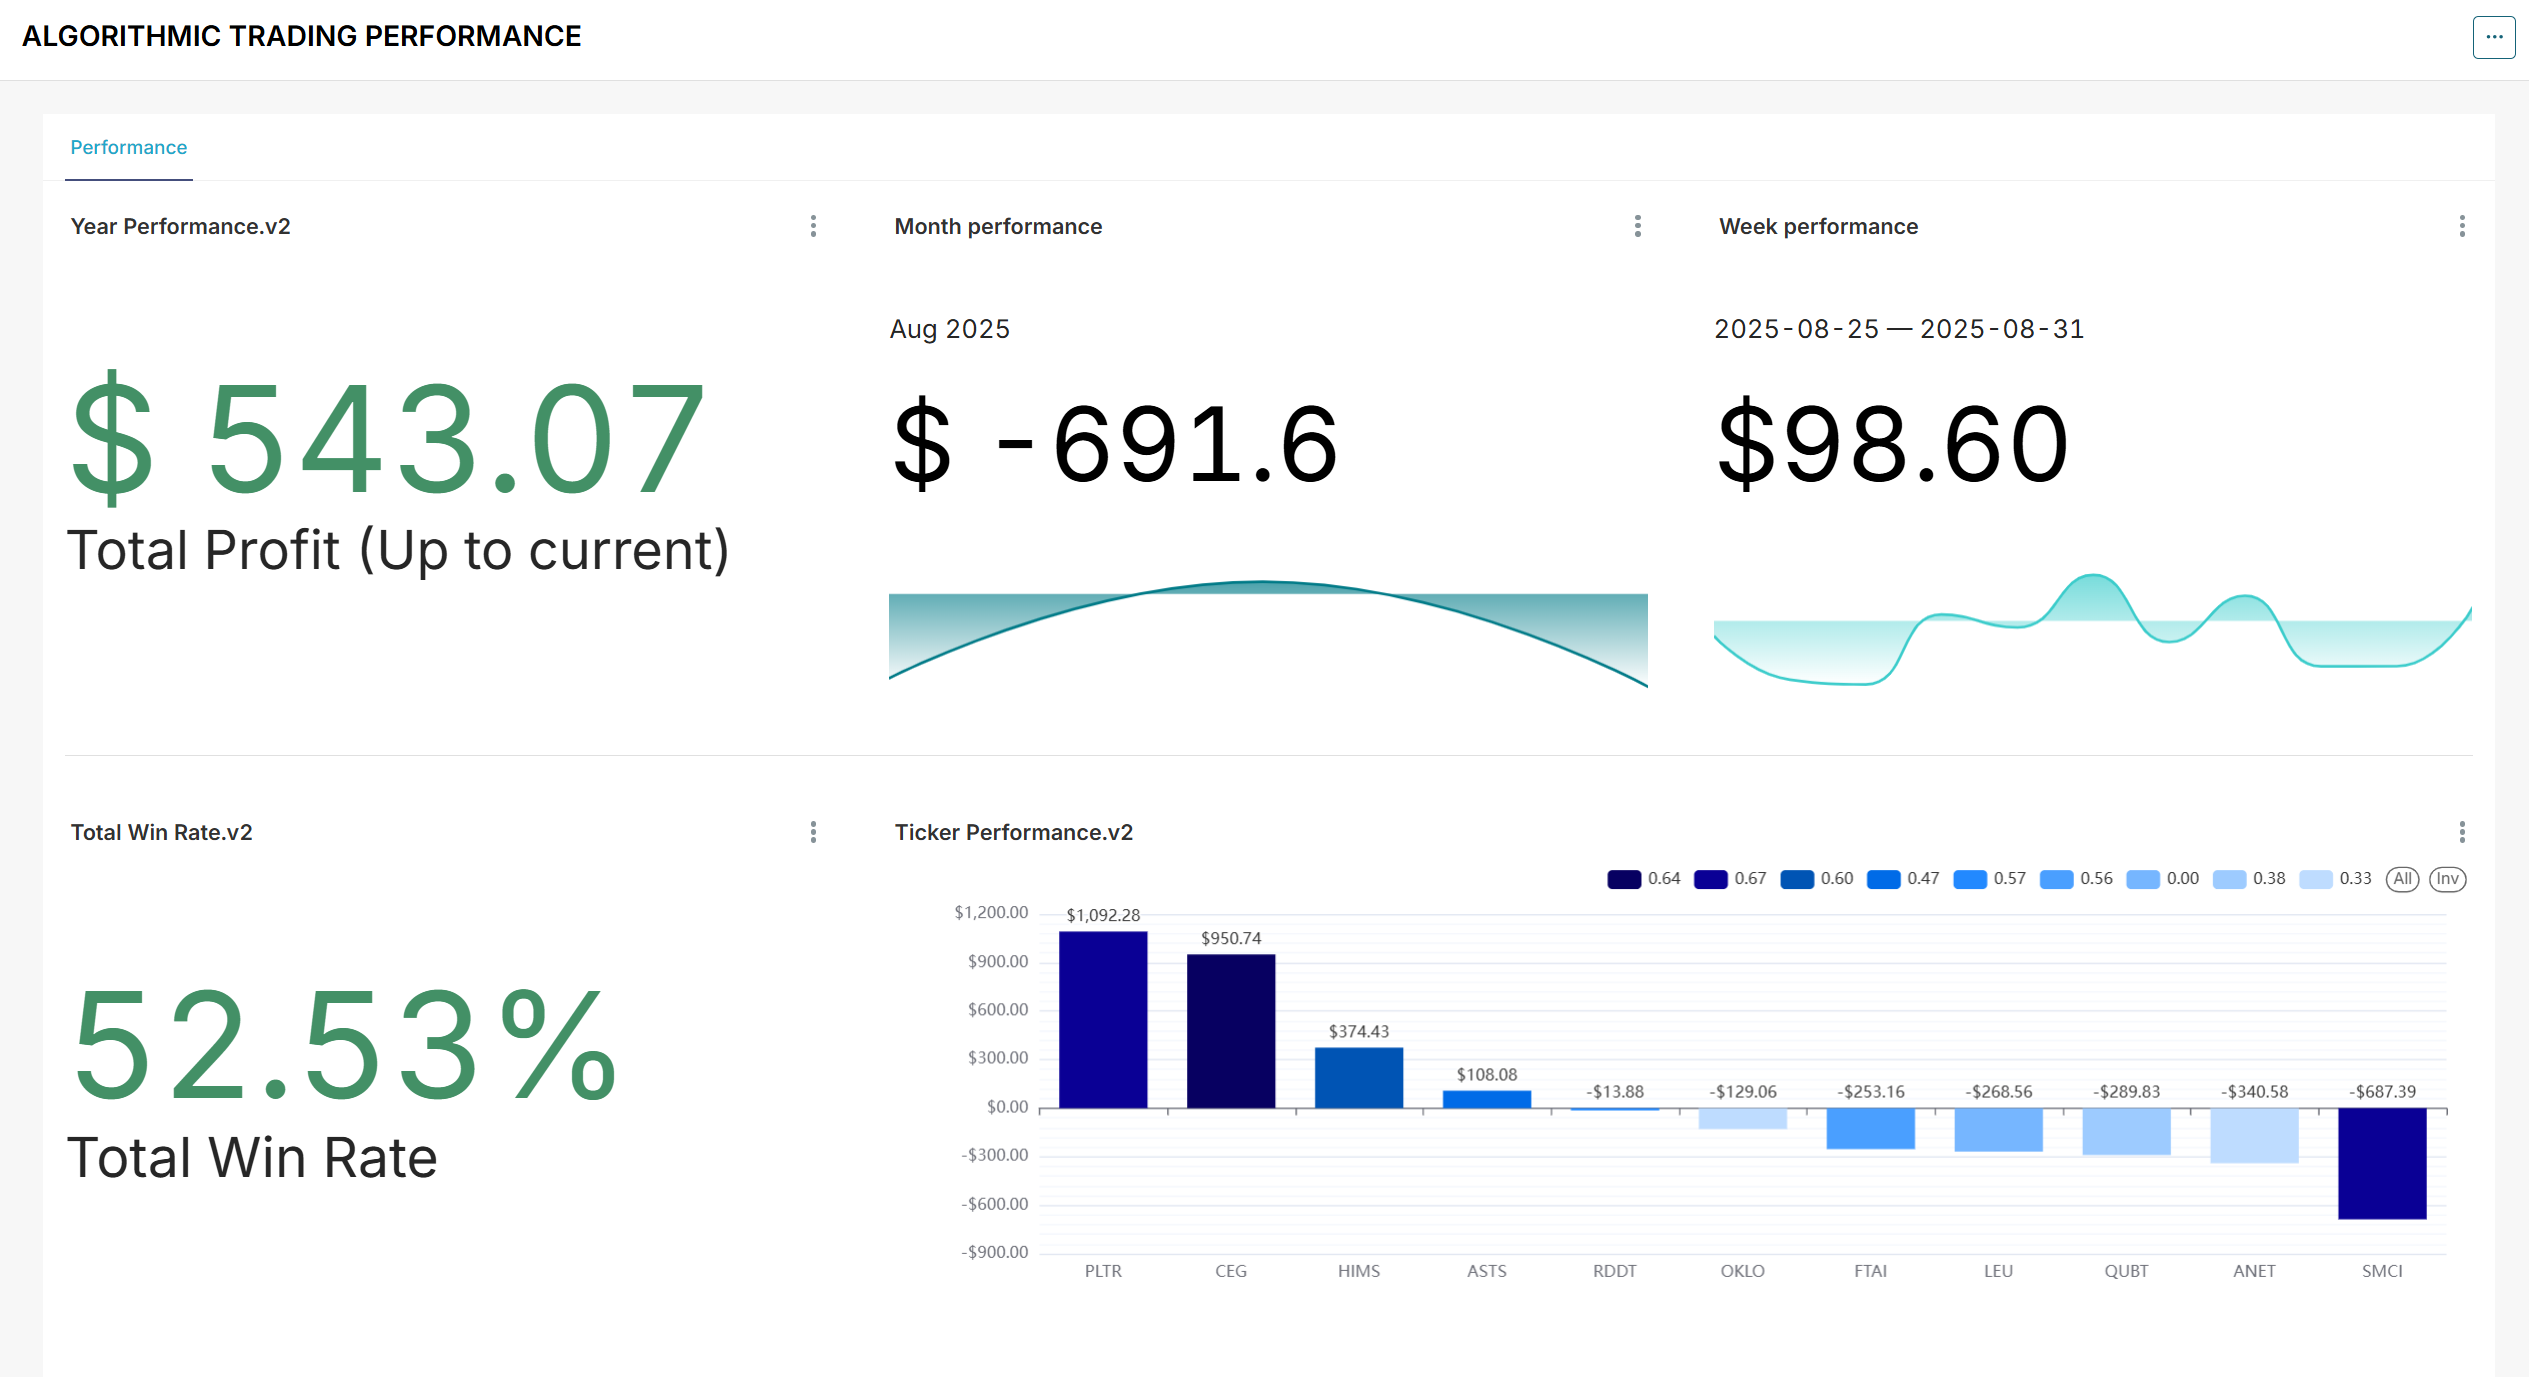 ALGORITHMIC TRADING PERFORMANCE
...
Performance
Year Performance.v2
$ 543.07
Total Profit (Up to current)
Month performance
Aug 2025
$ -691.6
Week performance
2025-08-25 — 2025-08-31
$98.60
Total Win Rate.v2
52.53%
Total Win Rate
Ticker Performance.v2
0.64 0.67 0.60 0.47 0.57 0.56 0.00 0.38 0.33 All Inv
$1,200.00
$900.00
$600.00
$300.00
$0.00
-$300.00
-$600.00
-$900.00
$1,092.28
$950.74
$374.43
$108.08
-$13.88
-$129.06
-$253.16
-$268.56
-$289.83
-$340.58
-$687.39
PLTR CEG HIMS ASTS RDDT OKLO FTAI LEU QUBT ANET SMCI